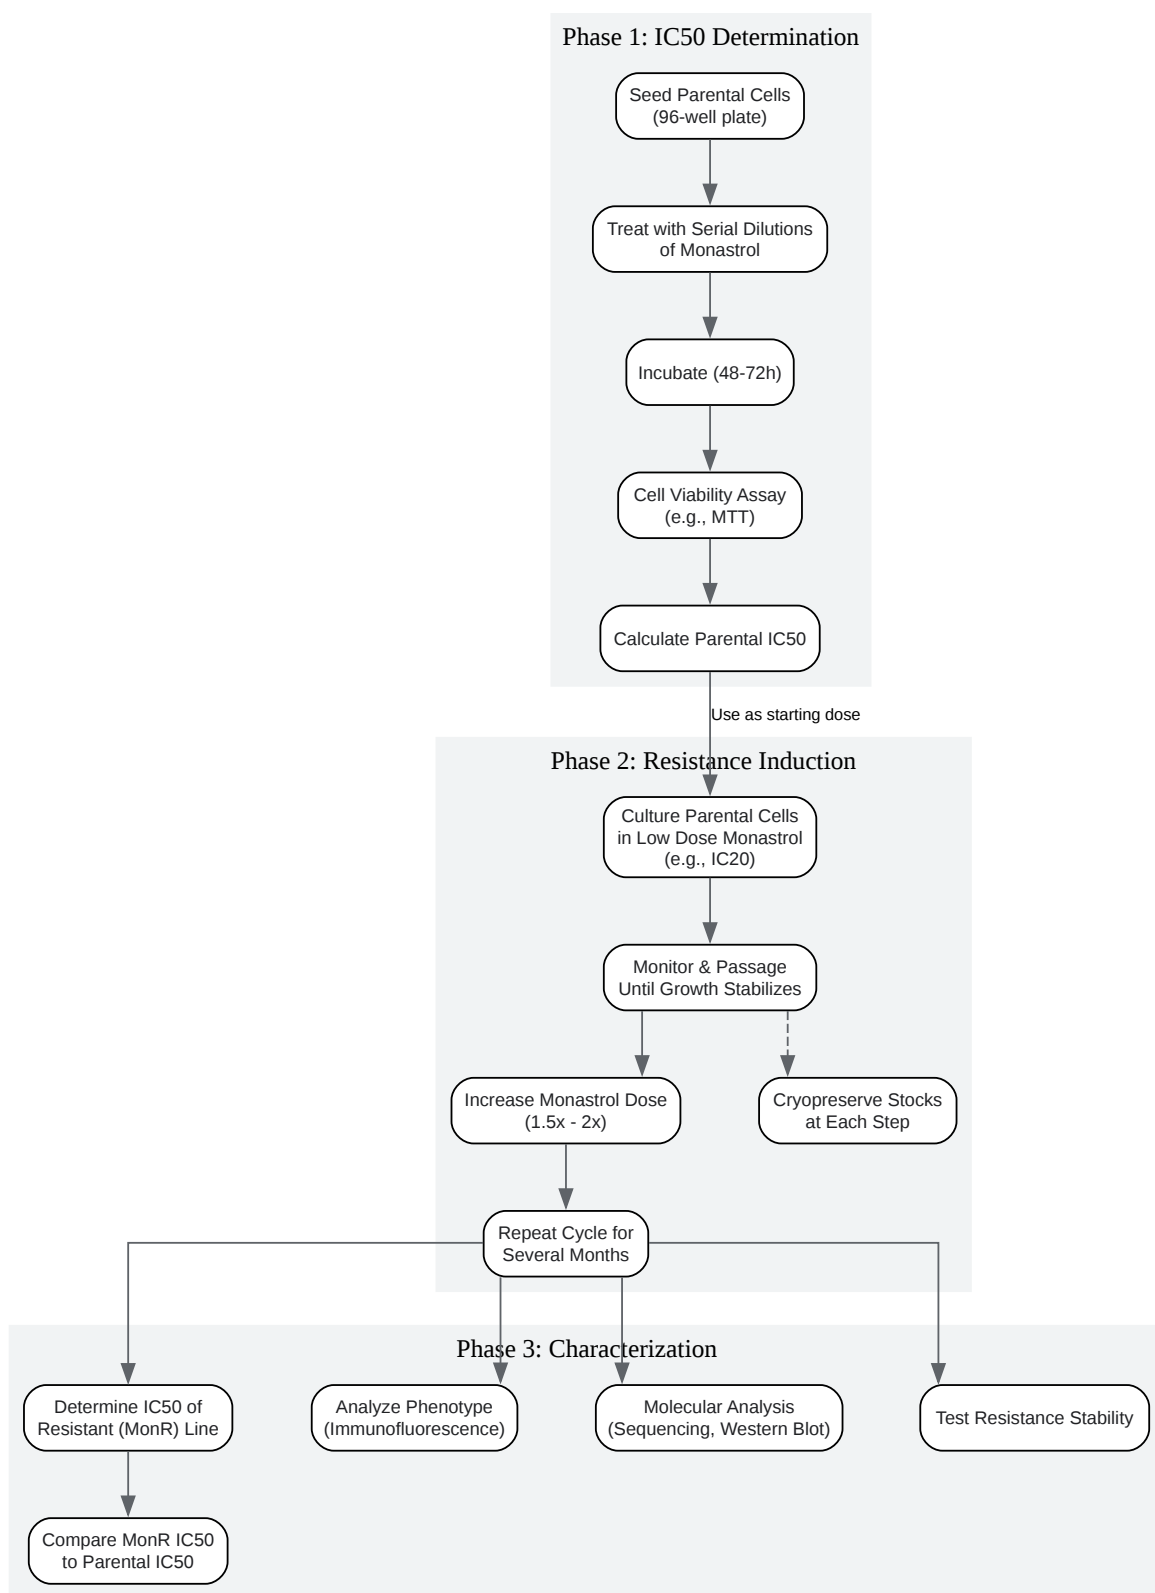 Phase 1: IC50 Determination
Seed Parental Cells
(96-well plate)
Treat with Serial Dilutions
of Monastrol
Incubate (48-72h)
Cell Viability Assay
(e.g., MTT)
Calculate Parental IC50
Use as starting dose
Phase 2: Resistance Induction
Culture Parental Cells
in Low Dose Monastrol
(e.g., IC20)
Monitor & Passage
Until Growth Stabilizes
Increase Monastrol Dose
(1.5x - 2x)
Cryopreserve Stocks
at Each Step
Repeat Cycle for
Several Months
Phase 3: Characterization
Determine IC50 of
Resistant (MonR) Line
Analyze Phenotype
(Immunofluorescence)
Molecular Analysis
(Sequencing, Western Blot)
Test Resistance Stability
Compare MonR IC50
to Parental IC50